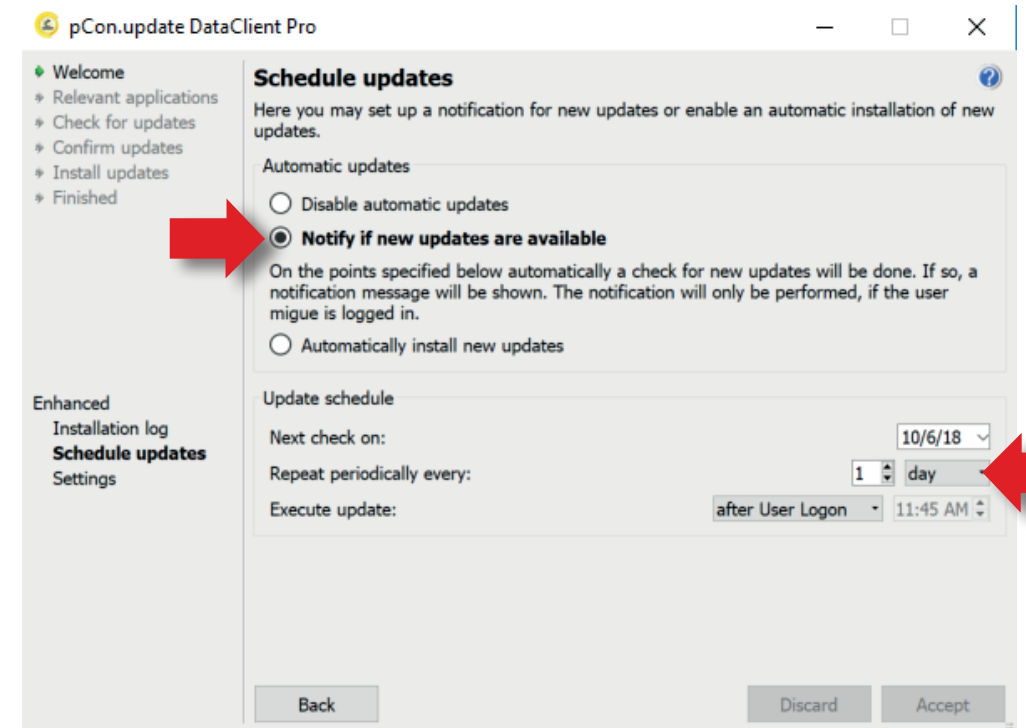 pCon.update DataClient Pro
Welcome
Relevant applications
Check for updates
Confirm updates
Install updates
Finished
Enhanced
Installation log
Schedule updates
Settings
Schedule updates
Here you may set up a notification for new updates or enable an automatic installation of new
updates.
Automatic updates
Disable automatic updates
Notify if new updates are available
On the points specified below automatically a check for new updates will be done. If so, a
notification message will be shown. The notification will only be performed, if the user
migue is logged in.
Automatically install new updates
Update schedule
Next check on: 10/6/18
Repeat periodically every: 1 day
Execute update: after User Logon 11:45 AM
Back Discard Accept